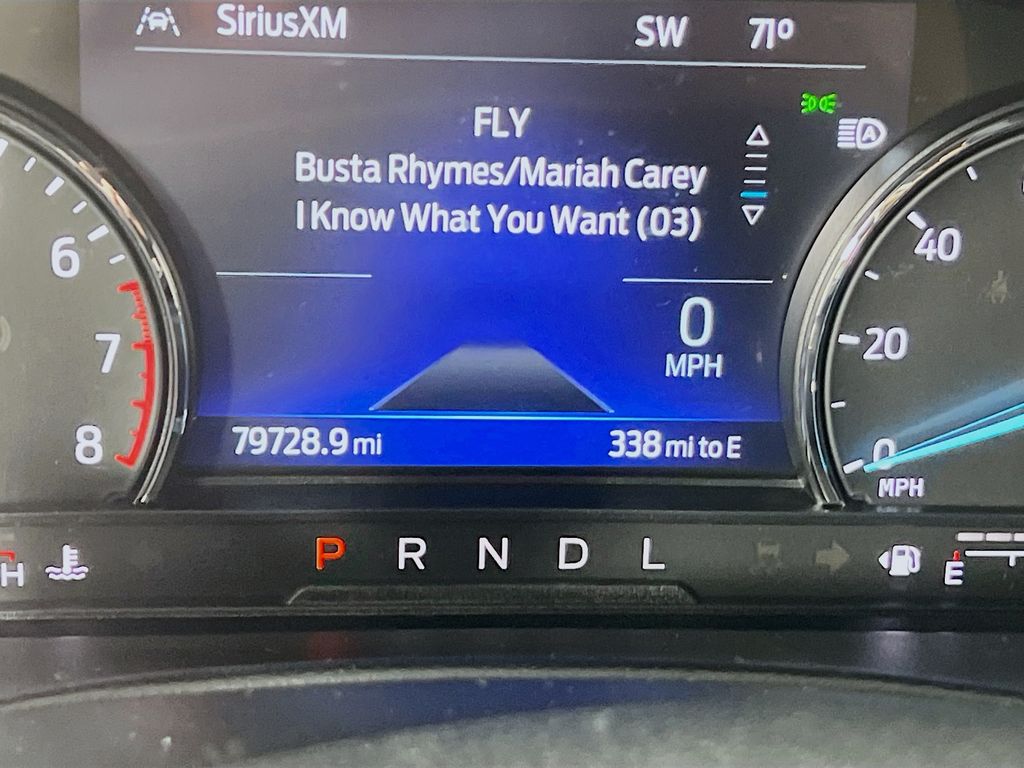 SiriusXM SW 71°
FLY
Busta Rhymes/Mariah Carey
I Know What You Want (03)
A
6
7
8
40
20
0
MPH
0
MPH
79728.9 mi 338 mi to E
H P R N D L E